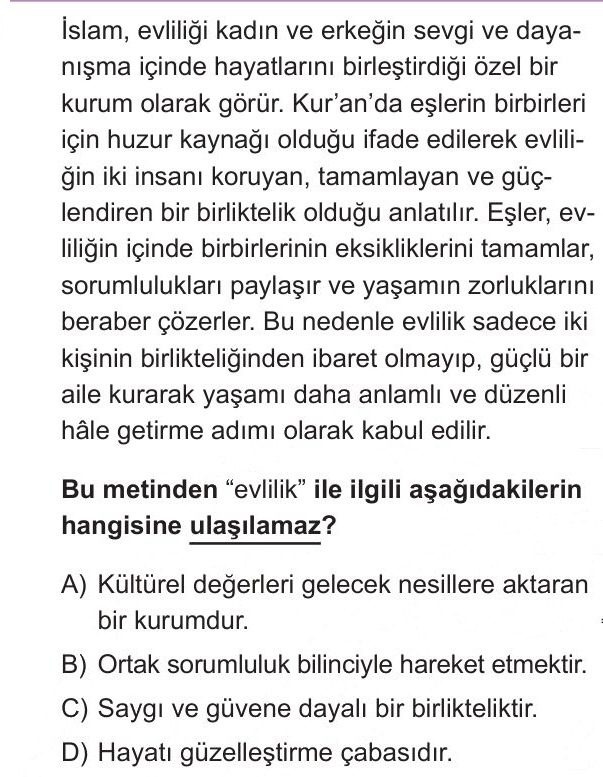 İslam, evliliği kadın ve erkeğin sevgi ve daya-
nışma içinde hayatlarını birleştirdiği özel bir
kurum olarak görür. Kur’an’da eşlerin birbirleri
için huzur kaynağı olduğu ifade edilerek evlili-
ğin iki insanı koruyan, tamamlayan ve güç-
lendiren bir birliktelik olduğu anlatılır. Eşler, ev-
liliğin içinde birbirlerinin eksikliklerini tamamlar,
sorumlulukları paylaşır ve yaşamın zorluklarını
beraber çözerler. Bu nedenle evlilik sadece iki
kişinin birlikteliğinden ibaret olmayıp, güçlü bir
aile kurarak yaşamı daha anlamlı ve düzenli
hâle getirme adımı olarak kabul edilir.
Bu metinden “evlilik” ile ilgili aşağıdakilerin
hangisine ulaşılamaz?
A) Kültürel değerleri gelecek nesillere aktaran
bir kurumdur.
B) Ortak sorumluluk bilinciyle hareket etmektir.
C) Saygı ve güvene dayalı bir birlikteliktir.
D) Hayatı güzelleştirme çabasıdır.